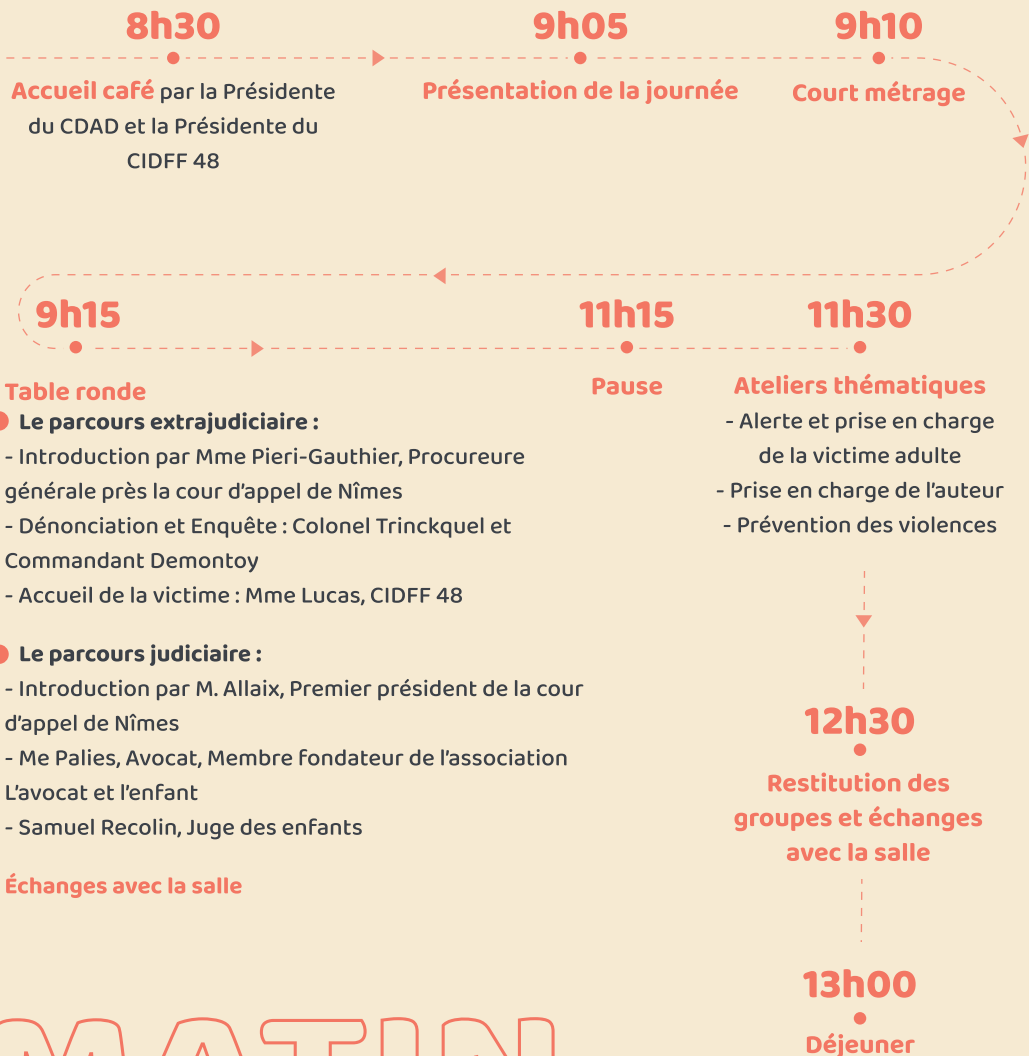 8h30
Accueil café par la Présidente
du CDAD et la Présidente du
CIDFF 48
9h05
Présentation de la journée
9h10
Court métrage
9h15
Table ronde
Le parcours extrajudiciaire :
- Introduction par Mme Pieri-Gauthier, Procureure
générale près la cour d'appel de Nîmes
- Dénonciation et Enquête : Colonel Trinckquel et
Commandant Demontoy
- Accueil de la victime : Mme Lucas, CIDFF 48
Le parcours judiciaire :
- Introduction par M. Allaix, Premier président de la cour
d'appel de Nîmes
- Me Palies, Avocat, Membre fondateur de l'association
L'avocat et l'enfant
- Samuel Recolin, Juge des enfants
Échanges avec la salle
11h15
Pause
11h30
Ateliers thématiques
- Alerte et prise en charge
de la victime adulte
- Prise en charge de l'auteur
- Prévention des violences
12h30
Restitution des
groupes et échanges
avec la salle
13h00
Déjeuner
MATIN